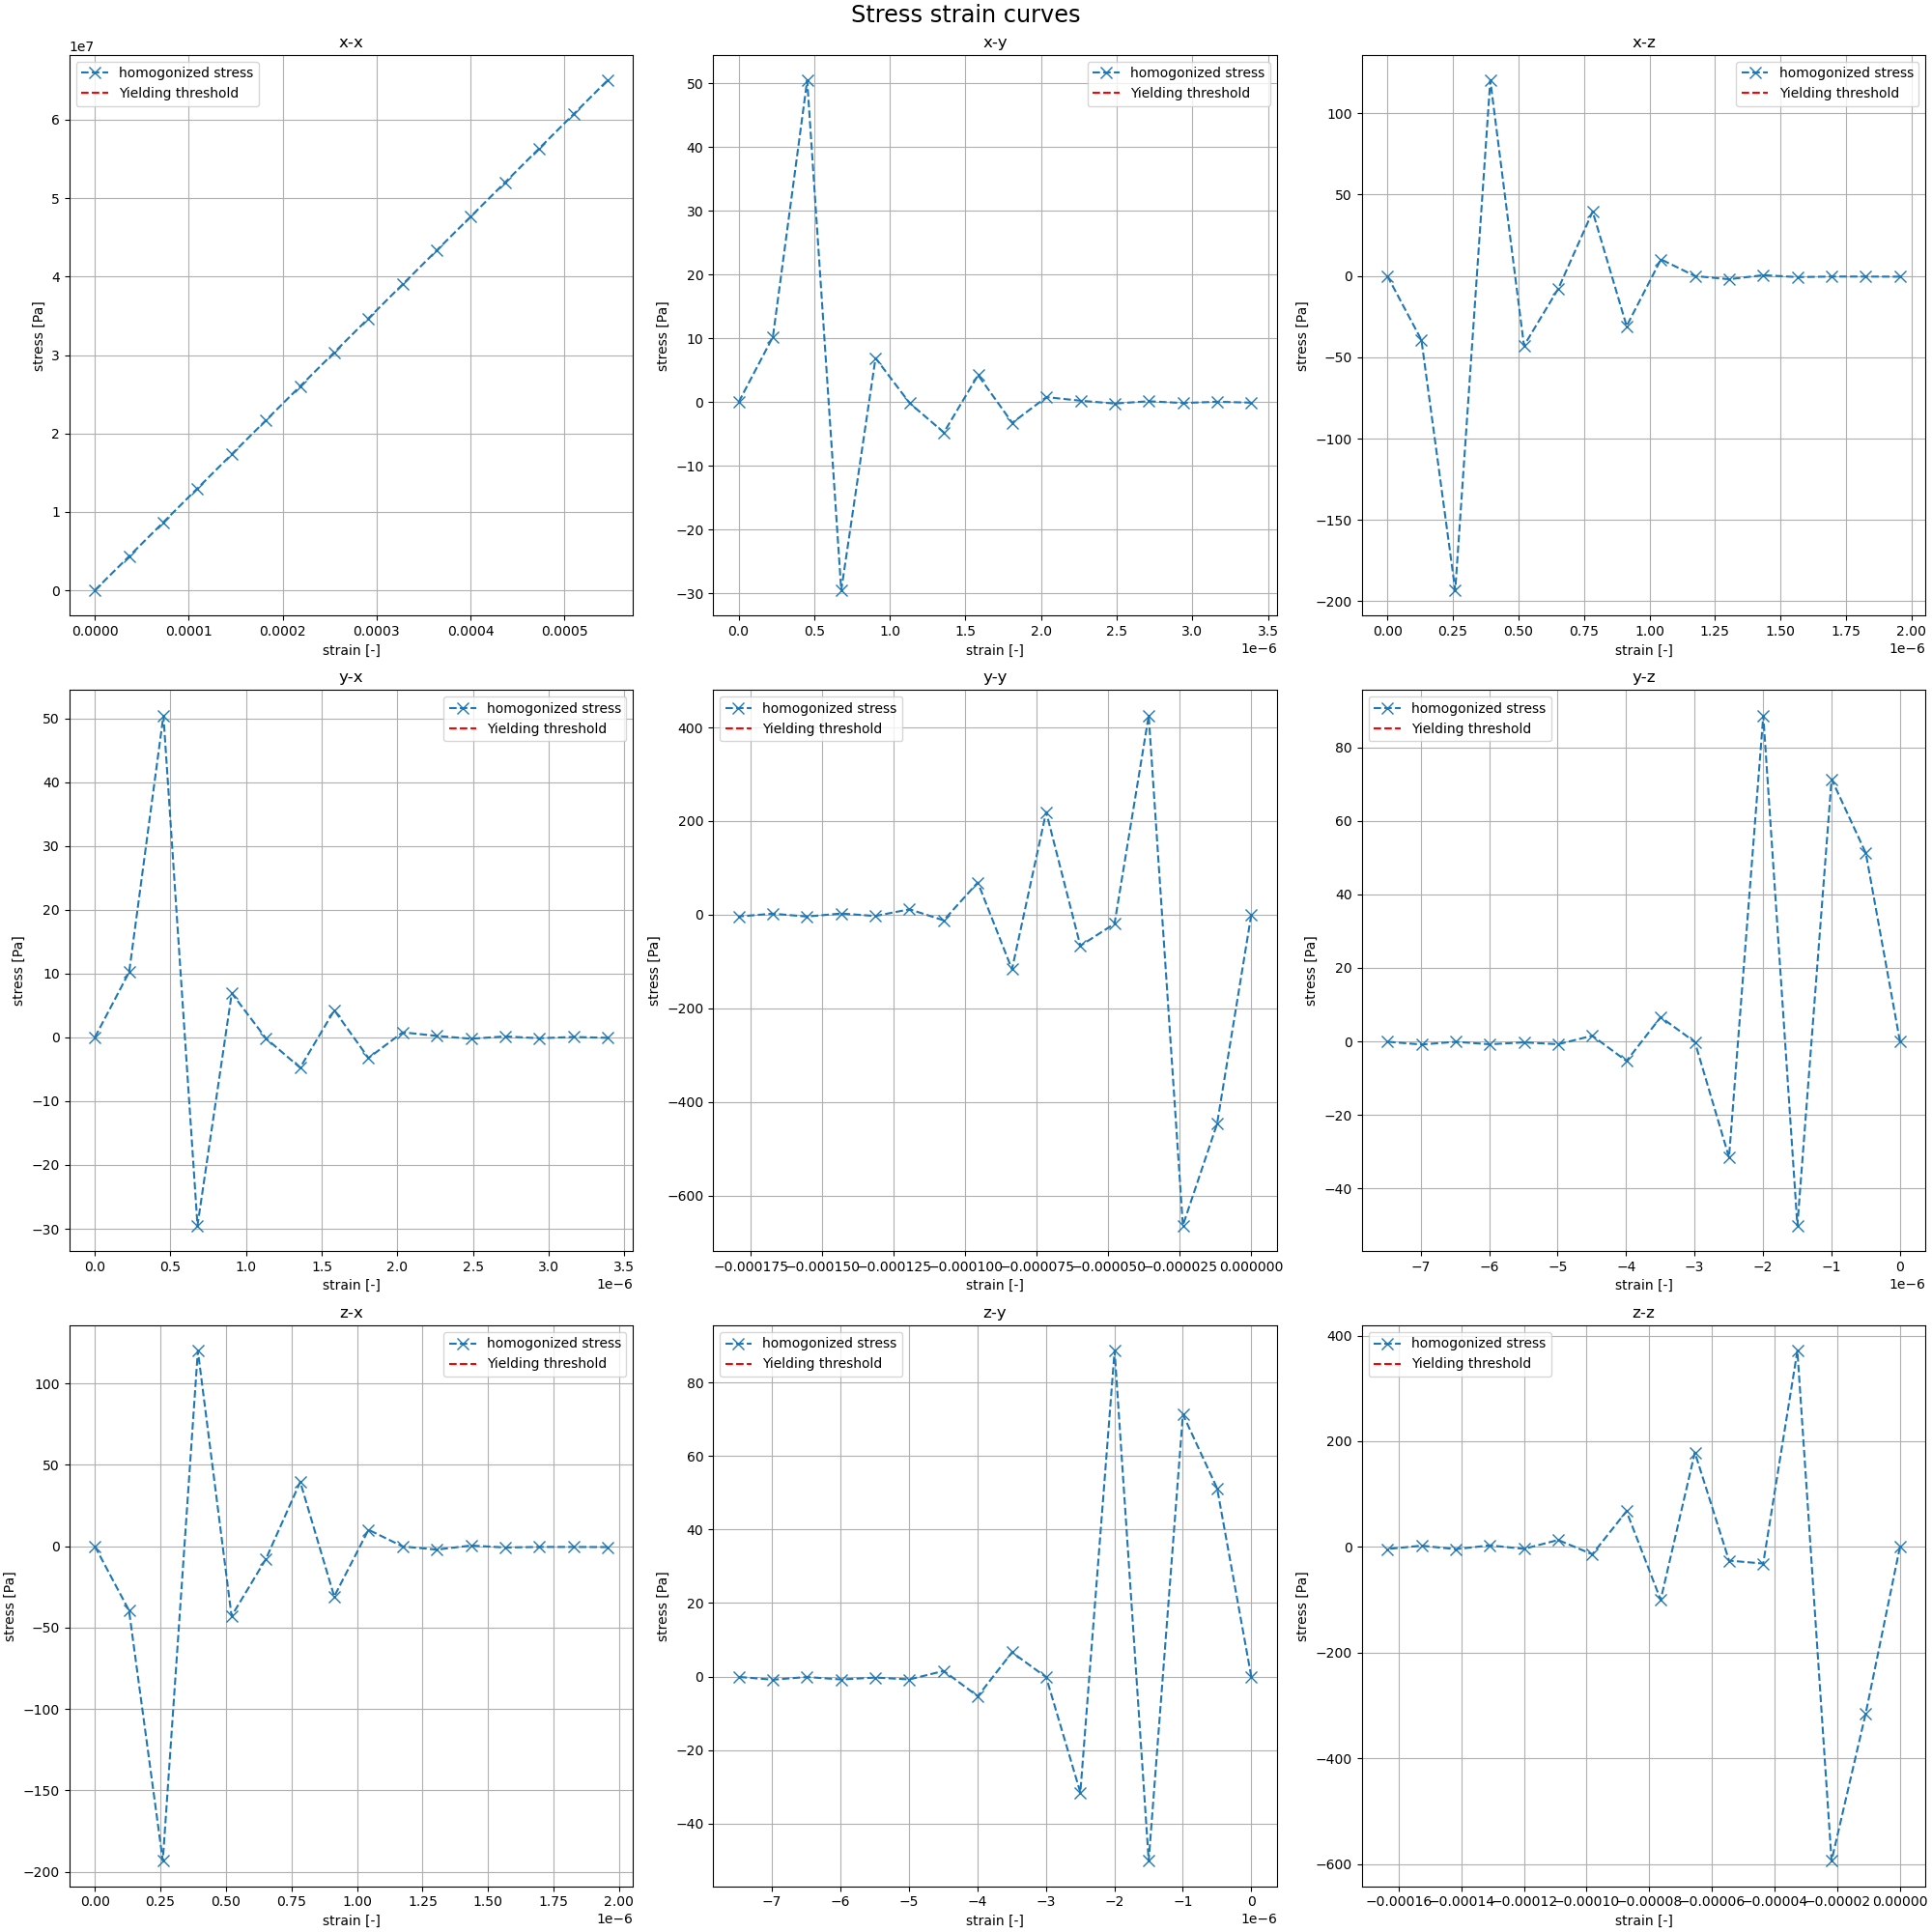 Stress strain curves
x-x
1e7
homogonized stress
Yielding threshold
stress [Pa]
6
5
4
3
2
1
0
0.0000 0.0001 0.0002 0.0003 0.0004 0.0005
strain [-]
x-y
homogonized stress
Yielding threshold
stress [Pa]
50
40
30
20
10
0
−10
−20
−30
0.0 0.5 1.0 1.5 2.0 2.5 3.0 3.5
strain [-]
1e−6
x-z
homogonized stress
Yielding threshold
stress [Pa]
100
50
0
−50
−100
−150
−200
0.00 0.25 0.50 0.75 1.00 1.25 1.50 1.75 2.00
strain [-]
1e−6
y-x
homogonized stress
Yielding threshold
stress [Pa]
50
40
30
20
10
0
−10
−20
−30
0.0 0.5 1.0 1.5 2.0 2.5 3.0 3.5
strain [-]
1e−6
y-y
homogonized stress
Yielding threshold
stress [Pa]
400
200
0
−200
−400
−600
−0.000175 −0.000150 −0.000125 −0.000100 −0.000075 −0.000050 −0.000025 0.000000
strain [-]
y-z
homogonized stress
Yielding threshold
stress [Pa]
80
60
40
20
0
−20
−40
−7 −6 −5 −4 −3 −2 −1 0
strain [-]
1e−6
z-x
homogonized stress
Yielding threshold
stress [Pa]
100
50
0
−50
−100
−150
−200
0.00 0.25 0.50 0.75 1.00 1.25 1.50 1.75 2.00
strain [-]
1e−6
z-y
homogonized stress
Yielding threshold
stress [Pa]
80
60
40
20
0
−20
−40
−7 −6 −5 −4 −3 −2 −1 0
strain [-]
1e−6
z-z
homogonized stress
Yielding threshold
stress [Pa]
400
200
0
−200
−400
−600
−0.00016 −0.00014 −0.00012 −0.00010 −0.00008 −0.00006 −0.00004 −0.00002 0.00000
strain [-]